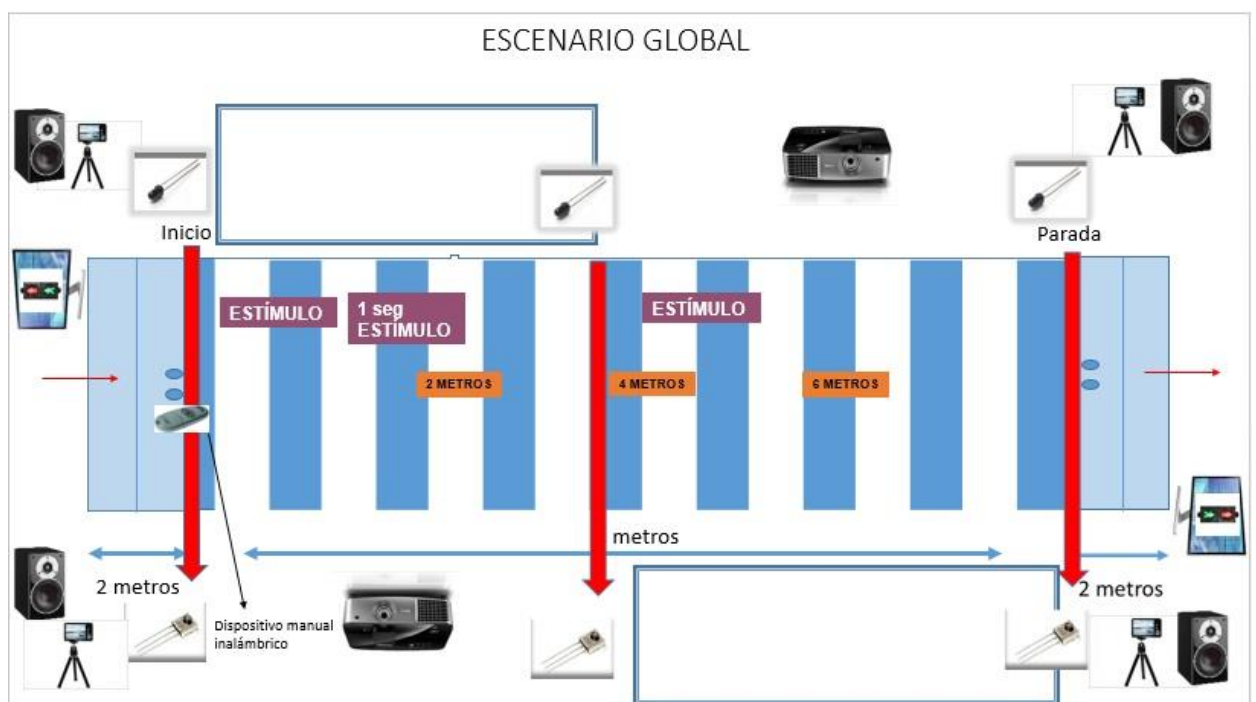 ESCENARIO GLOBAL
Inicio
Parada
ESTÍMULO
1 seg
ESTÍMULO
ESTÍMULO
2 METROS
4 METROS
6 METROS
metros
2 metros
2 metros
Dispositivo manual
inalámbrico